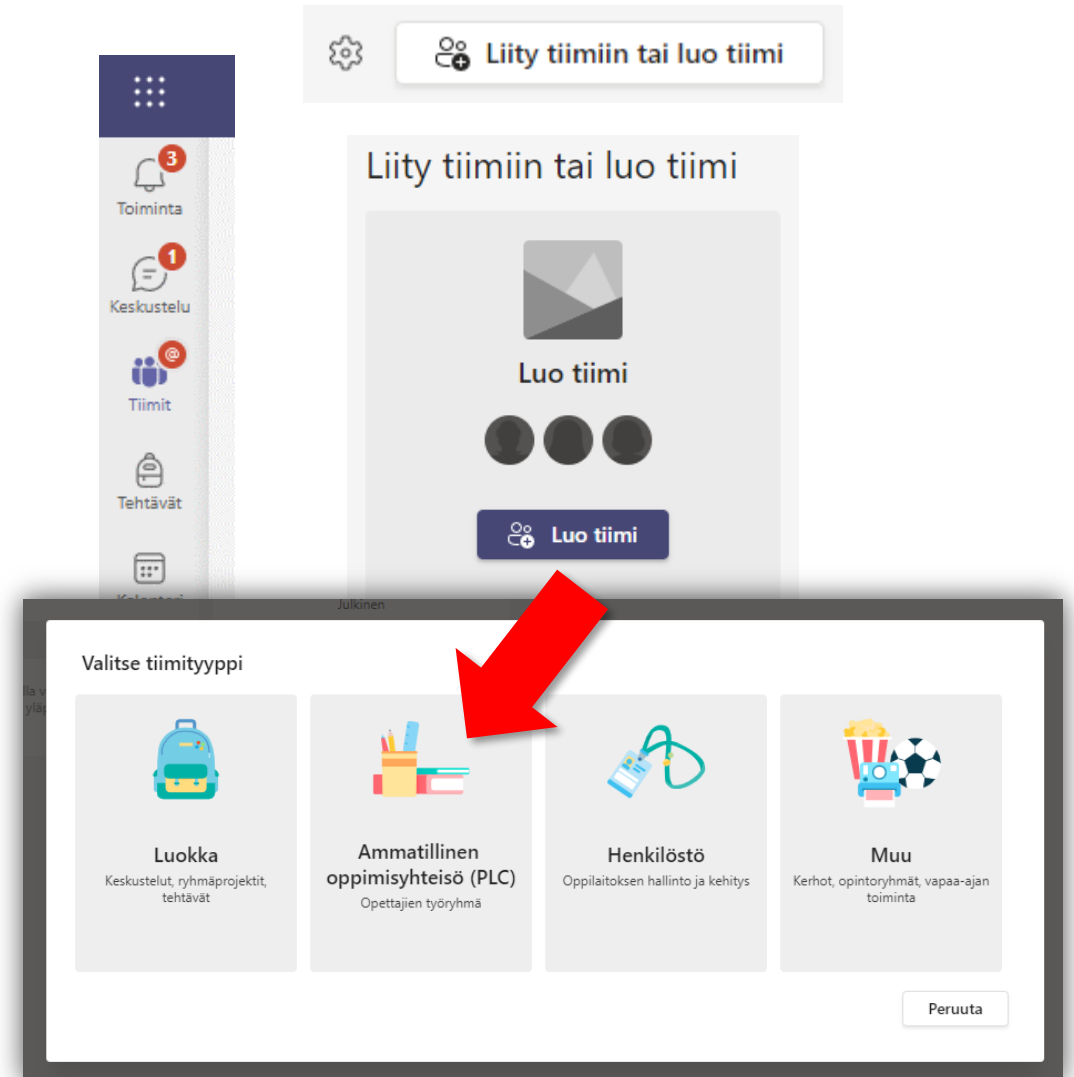 Liity tiimiin tai luo tiimi
3
Toiminta
1
Keskustelu
@
Tiimit
Tehtävät
Liity tiimiin tai luo tiimi
Luo tiimi
Luo tiimi
Julkinen
Valitse tiimityyppi
Luokka
Keskustelut, ryhmäprojektit,
tehtävät
Ammatillinen
oppimisyhteisö (PLC)
Opettajien työryhmä
Henkilöstö
Oppilaitoksen hallinto ja kehitys
Muu
Kerhot, opintoryhmät, vapaa-ajan
toiminta
Peruuta